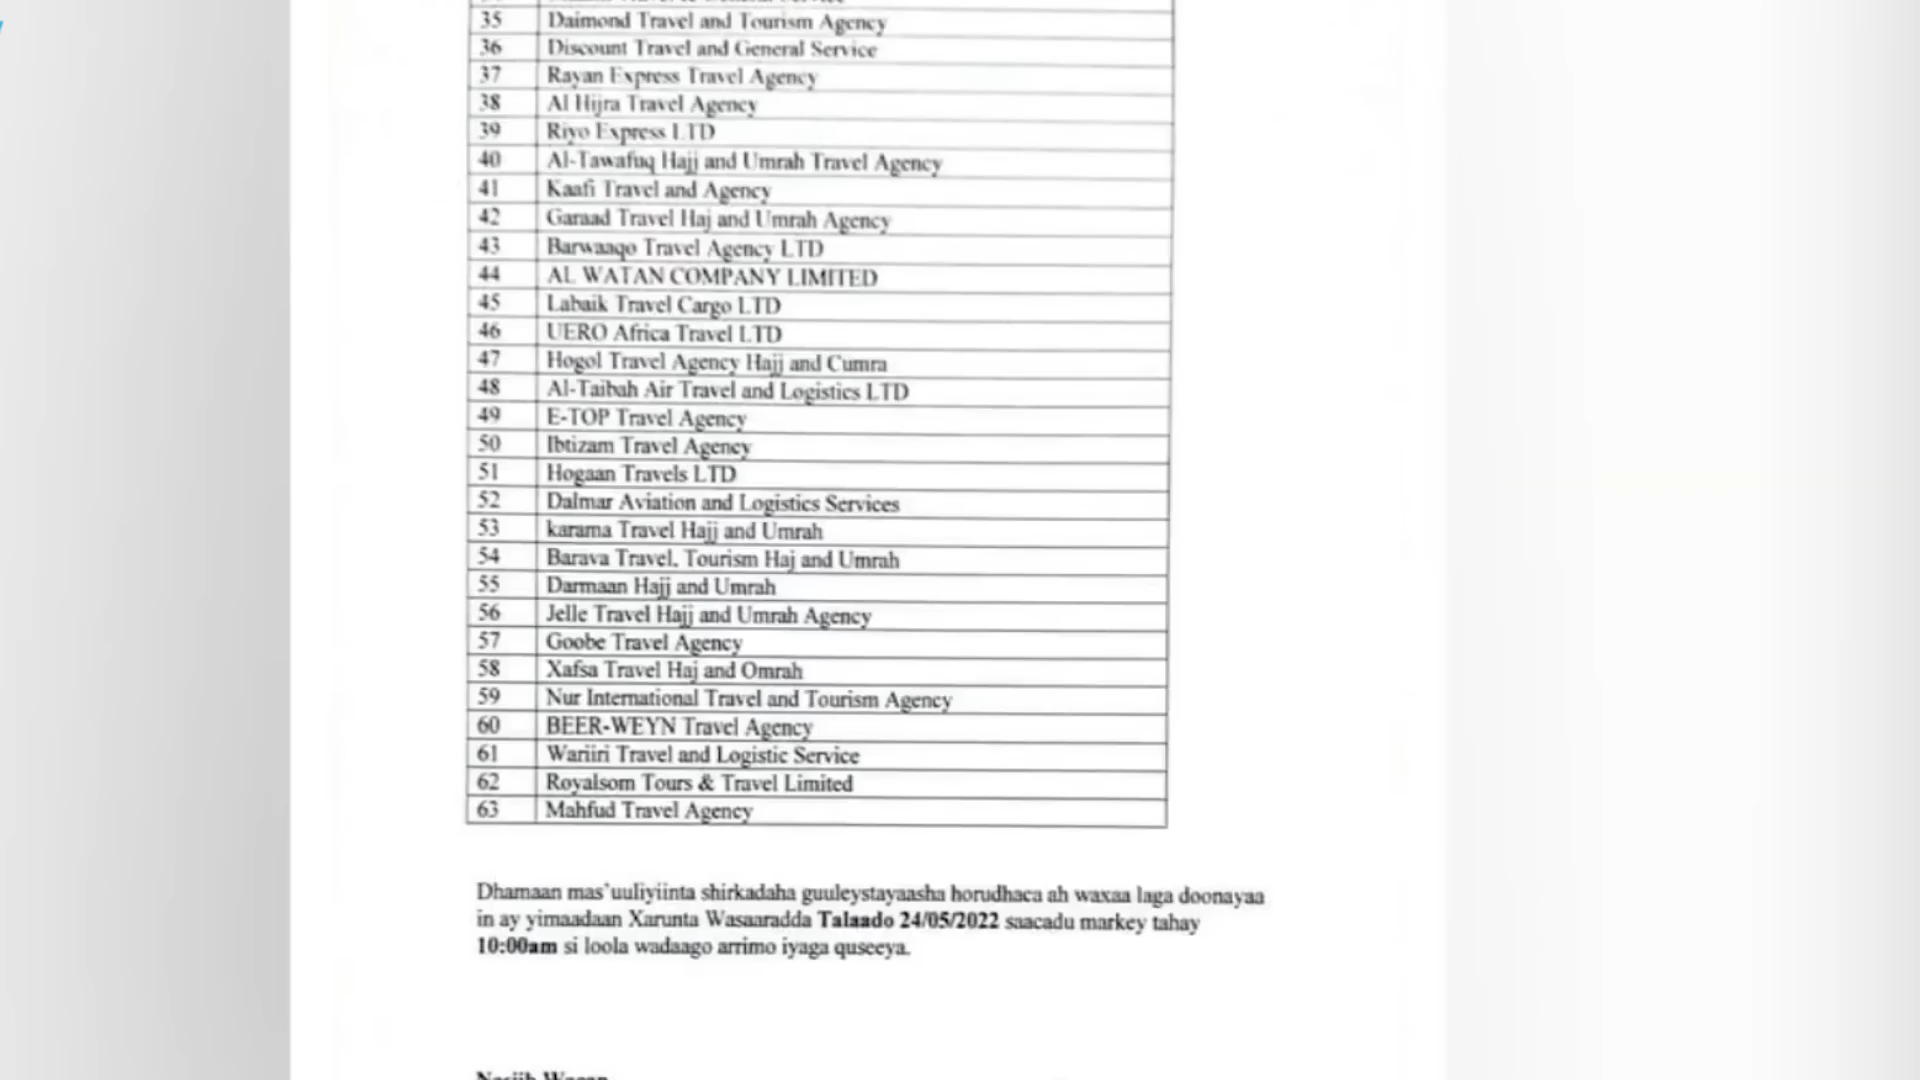 35 Daimond Travel and Tourism Agency
36 Discount Travel and General Service
37 Rayan Express Travel Agency
38 Al Hijra Travel Agency
39 Riyo Express LTD
40 Al-Tawafuq Hajj and Umrah Travel Agency
41 Kaafi Travel and Agency
42 Garaad Travel Haj and Umrah Agency
43 Barwaaqo Travel Agency LTD
44 AL WATAN COMPANY LIMITED
45 Labaik Travel Cargo LTD
46 UERO Africa Travel LTD
47 Hogol Travel Agency Hajj and Cumra
48 Al-Taibah Air Travel and Logistics LTD
49 E-TOP Travel Agency
50 Ibtizam Travel Agency
51 Hogaan Travels LTD
52 Dalmar Aviation and Logistics Services
53 karama Travel Hajj and Umrah
54 Barava Travel, Tourism Haj and Umrah
55 Darmaan Hajj and Umrah
56 Jelle Travel Hajj and Umrah Agency
57 Goobe Travel Agency
58 Xafsa Travel Haj and Omrah
59 Nur International Travel and Tourism Agency
60 BEER-WEYN Travel Agency
61 Wariiri Travel and Logistic Service
62 Royalsom Tours & Travel Limited
63 Mahfud Travel Agency
Dhamaan mas'uuliyiinta shirkadaha guuleystayaasha horudhaca ah waxaa laga doonayaa
in ay yimaadaan Xarunta Wasaaradda Talaado 24/05/2022 saacadu markey tahay
10:00am si loola wadaago arrimo iyaga quseeya.